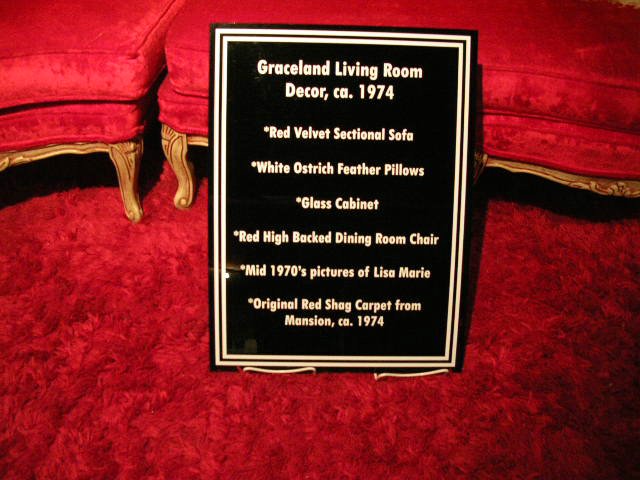 Graceland Living Room
Decor, ca. 1974
*Red Velvet Sectional Sofa
*White Ostrich Feather Pillows
*Glass Cabinet
*Red High Backed Dining Room Chair
*Mid 1970's pictures of Lisa Marie
*Original Red Shag Carpet from
Mansion, ca. 1974